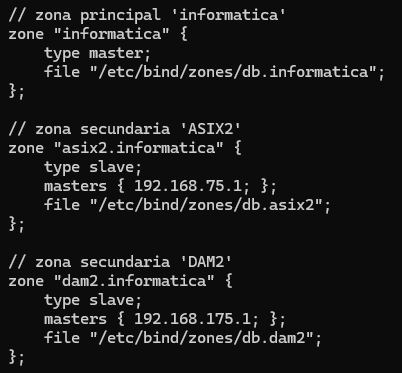 // zona principal 'informatica'
zone "informatica" {
    type master;
    file "/etc/bind/zones/db.informatica";
};

// zona secundaria 'ASIX2'
zone "asix2.informatica" {
    type slave;
    masters { 192.168.75.1; };
    file "/etc/bind/zones/db.asix2";
};

// zona secundaria 'DAM2'
zone "dam2.informatica" {
    type slave;
    masters { 192.168.175.1; };
    file "/etc/bind/zones/db.dam2";
};